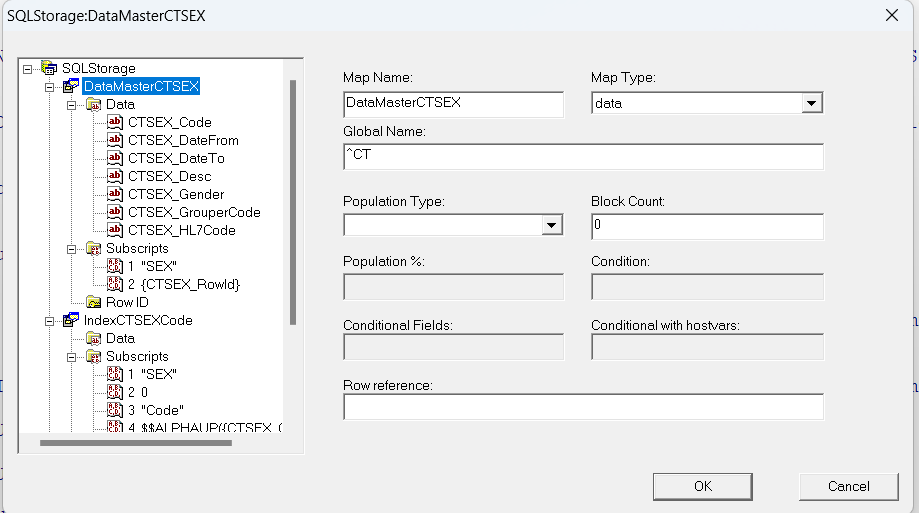 SQLStorage:DataMasterCTSEX
SQLStorage
DataMasterCTSEX
Data
CTSEX_Code
CTSEX_DateFrom
CTSEX_DateTo
CTSEX_Desc
CTSEX_Gender
CTSEX_GrouperCode
CTSEX_HL7Code
Subscripts
1 "SEX"
2 {CTSEX_RowId}
Row ID
IndexCTSEXCode
Data
Subscripts
1 "SEX"
2 0
3 "Code"
4 $$ALPHAUP({CTSEX_C
Map Name:
DataMasterCTSEX
Map Type:
data
Global Name:
^CT
Population Type:
Block Count:
0
Population %:
Condition:
Conditional Fields:
Conditional with hostvars:
Row reference:
OK
Cancel